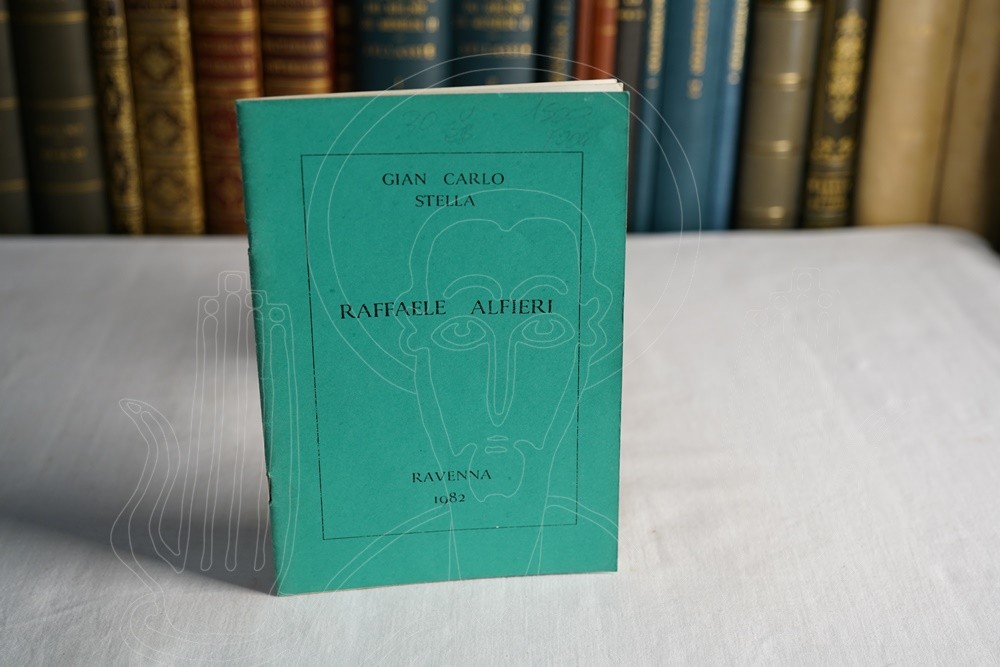 GIAN CARLO
STELLA
RAFFAELE ALFIERI
RAVENNA
1982